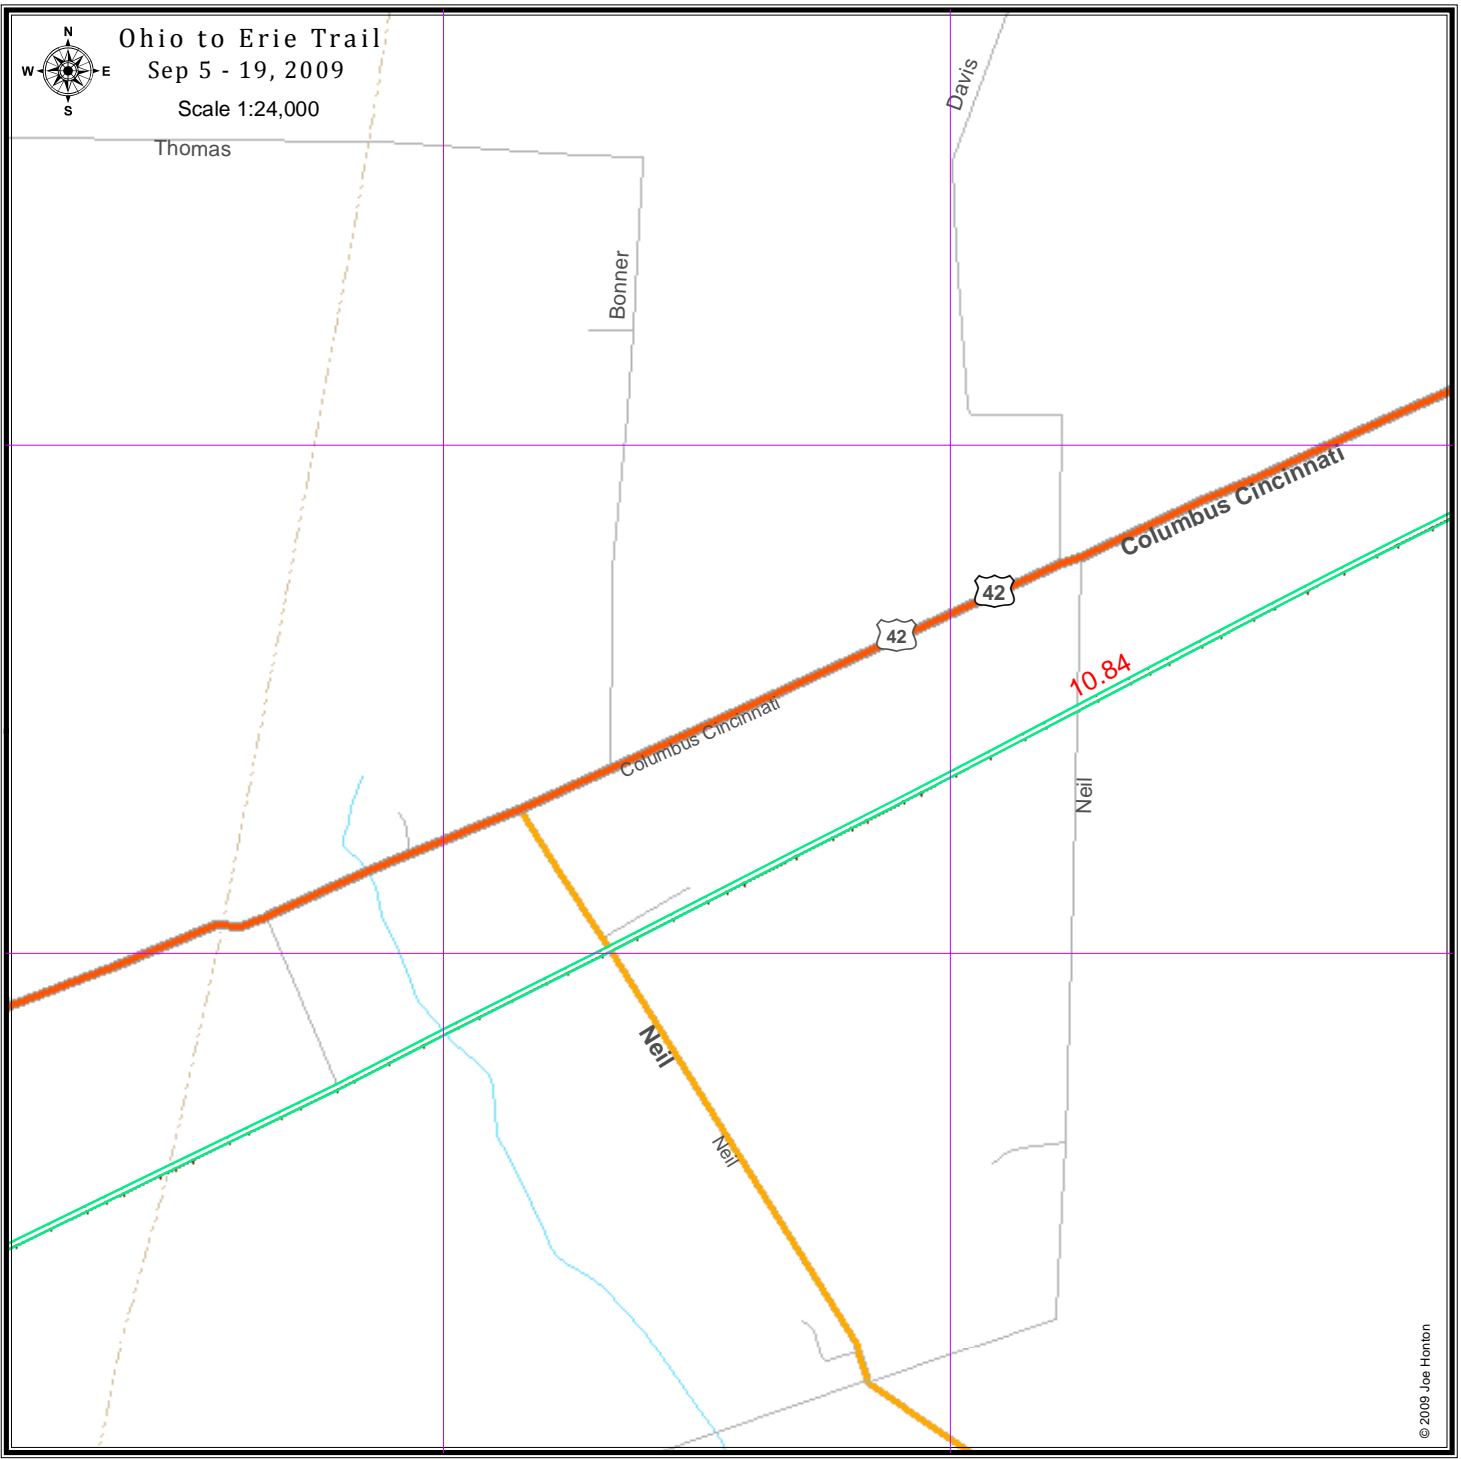 N
W E
S
Ohio to Erie Trail
Sep 5 - 19, 2009
Scale 1:24,000
Thomas
Davis
Bonner
Columbus Cincinnati
42
42
10.84
Columbus Cincinnati
Neil
Neil
Neil
© 2009 Joe Honton